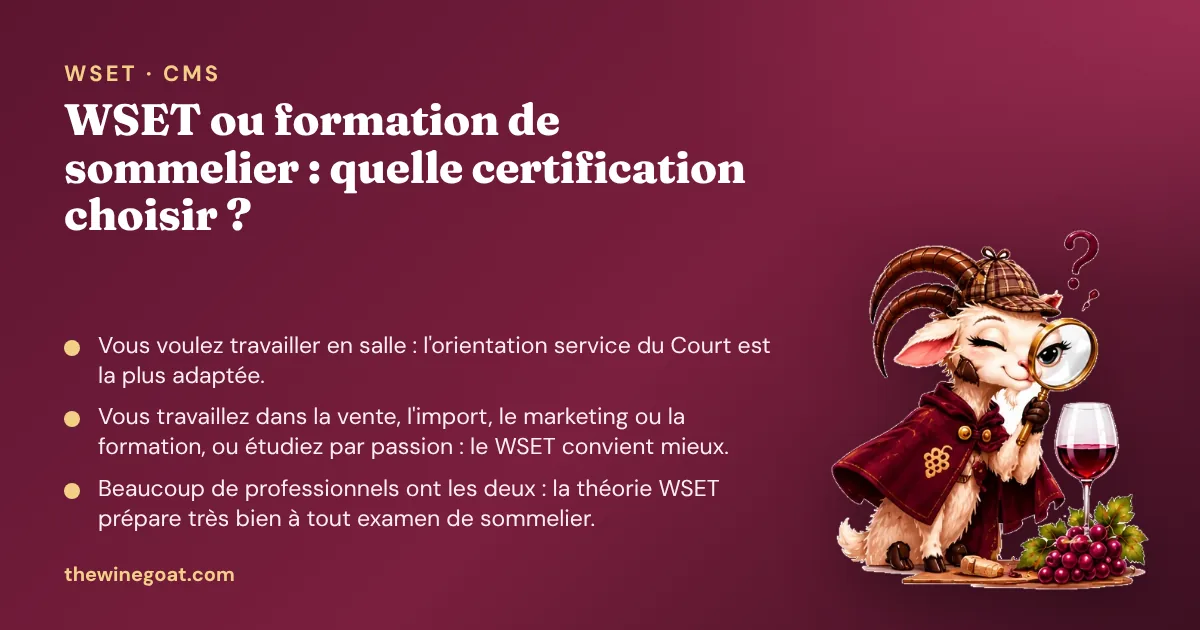 WSET · CMS
WSET ou formation de
sommelier : quelle certification
choisir ?
Vous voulez travailler en salle : l'orientation service du Court est
la plus adaptée.
Vous travaillez dans la vente, l'import, le marketing ou la
formation, ou étudiez par passion : le WSET convient mieux.
Beaucoup de professionnels ont les deux : la théorie WSET
prépare très bien à tout examen de sommelier.
thewinegoat.com